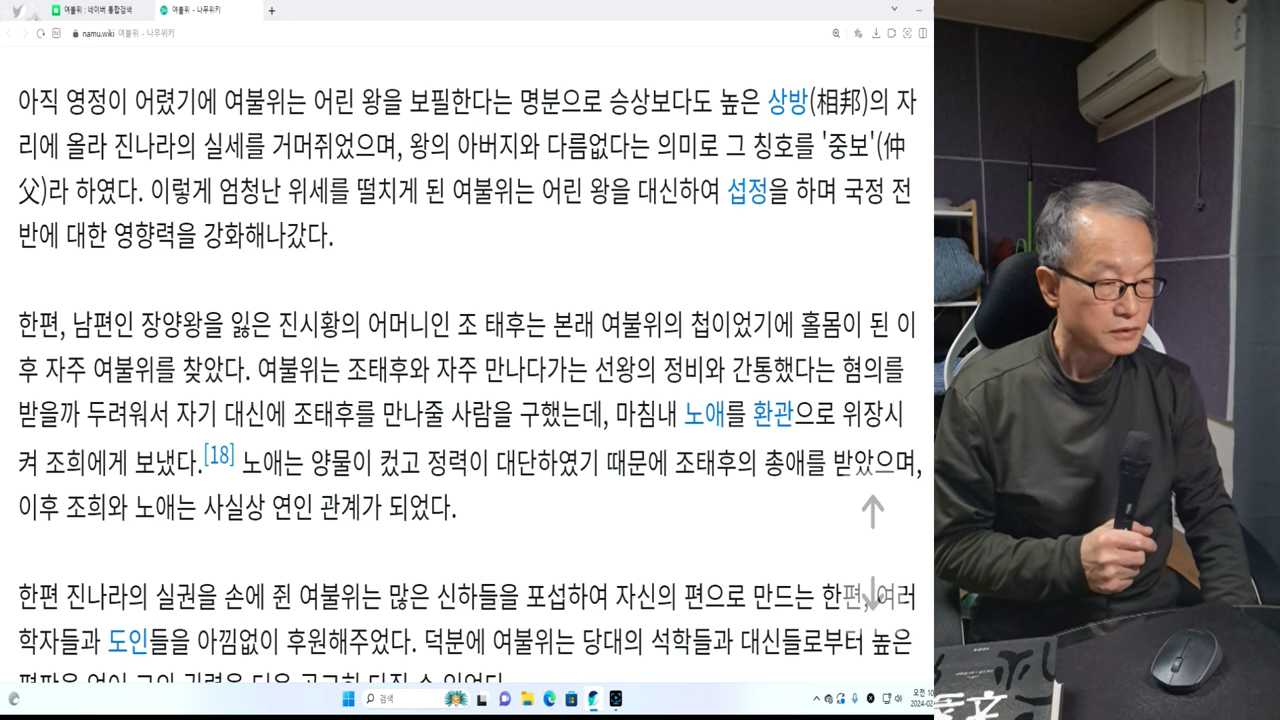 여불위 : 네이버 통합검색
여불위 - 나무위키
namu.wiki 여불위 - 나무위키
아직 영정이 어렸기에 여불위는 어린 왕을 보필한다는 명분으로 승상보다도 높은 상방(相邦)의 자
리에 올라 진나라의 실세를 거머쥐었으며, 왕의 아버지와 다름없다는 의미로 그 칭호를 '중보'(仲
父)라 하였다. 이렇게 엄청난 위세를 떨치게 된 여불위는 어린 왕을 대신하여 섭정을 하며 국정 전
반에 대한 영향력을 강화해나갔다.
한편, 남편인 장양왕을 잃은 진시황의 어머니인 조 태후는 본래 여불위의 첩이었기에 홀몸이 된 이
후 자주 여불위를 찾았다. 여불위는 조태후와 자주 만나다가는 선왕의 정비와 간통했다는 혐의를
받을까 두려워서 자기 대신에 조태후를 만나줄 사람을 구했는데, 마침내 노애를 환관으로 위장시
켜 조희에게 보냈다.[18] 노애는 양물이 컸고 정력이 대단하였기 때문에 조태후의 총애를 받았으며,
이후 조희와 노애는 사실상 연인 관계가 되었다.
한편 진나라의 실권을 손에 쥔 여불위는 많은 신하들을 포섭하여 자신의 편으로 만드는 한편, 여러
학자들과 도인들을 아낌없이 후원해주었다. 덕분에 여불위는 당대의 석학들과 대신들로부터 높은
검색
오전 10
2024-02